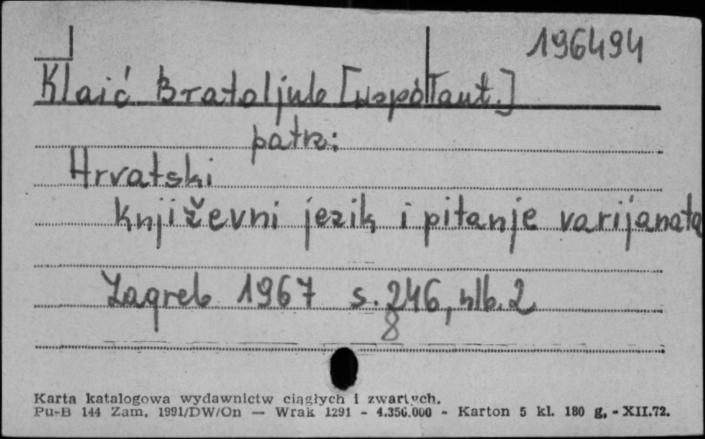 196494
Klaić Bratoljub [współaut.]
patrz:
Hrvatski
književni jezik i pitanje varijanata
Zagreb 1967 s. 246, nlb. 2
8
Karta katalogowa wydawnictw ciągłych i zwartych.
Pu-B 144 Zam. 1991/DW/On — Wrak 1291 - 4.350.000 - Karton 5 kl. 180 g. - XII.72.